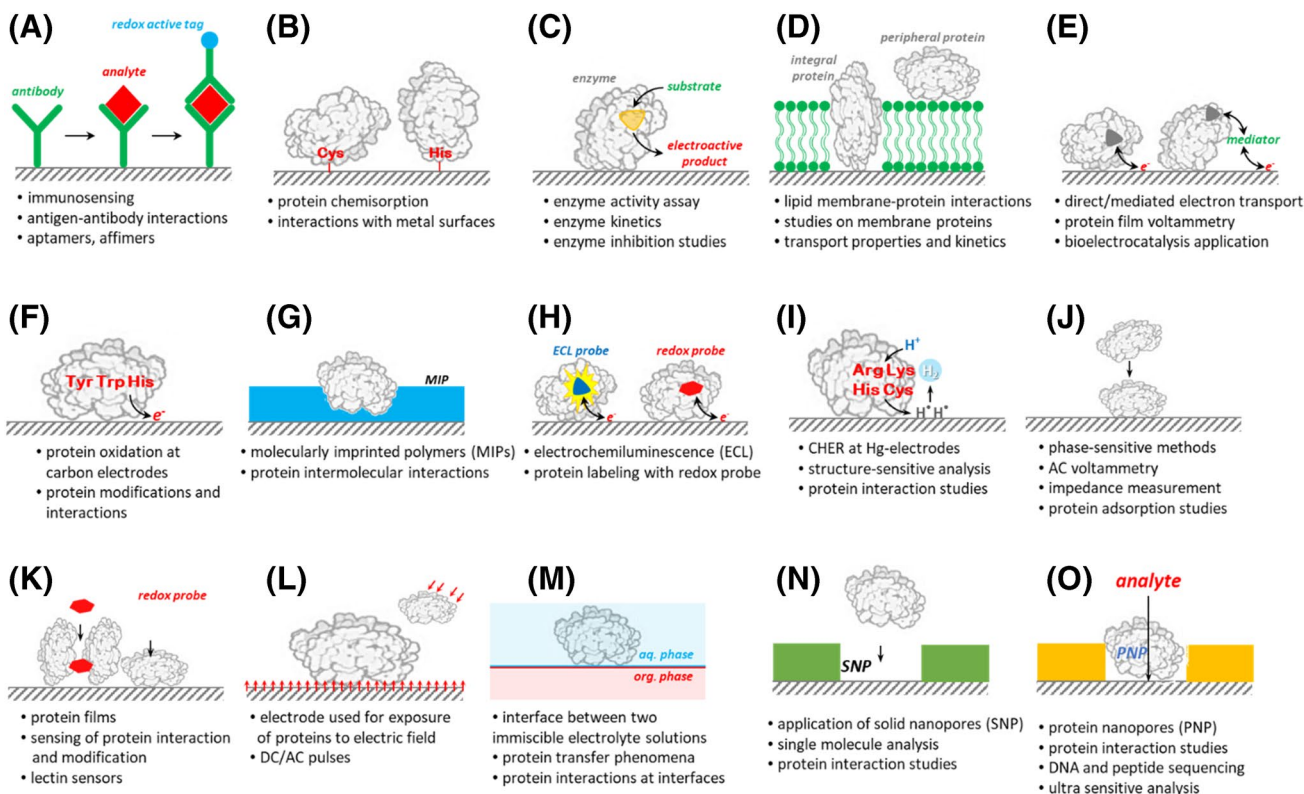 (A)
redox active tag
analyte
antibody
• immunosensing
• antigen-antibody interactions
• aptamers, affimers
(B)
Cys
His
• protein chemisorption
• interactions with metal surfaces
(C)
enzyme
substrate
electroactive
product
• enzyme activity assay
• enzyme kinetics
• enzyme inhibition studies
(D)
peripheral protein
integral
protein
• lipid membrane-protein interactions
• studies on membrane proteins
• transport properties and kinetics
(E)
mediator
e⁻
e⁻
• direct/mediated electron transport
• protein film voltammetry
• bioelectrocatalysis application
(F)
Tyr Trp His
e⁻
• protein oxidation at
carbon electrodes
• protein modifications and
interactions
(G)
MIP
• molecularly imprinted polymers (MIPs)
• protein intermolecular interactions
(H)
ECL probe
redox probe
e⁻
e⁻
• electrochemiluminescence (ECL)
• protein labeling with redox probe
(I)
H⁺
Arg Lys
H₂
His Cys
H• H•
• CHER at Hg-electrodes
• structure-sensitive analysis
• protein interaction studies
(J)
• phase-sensitive methods
• AC voltammetry
• impedance measurement
• protein adsorption studies
(K)
redox probe
• protein films
• sensing of protein interaction
and modification
• lectin sensors
(L)
• electrode used for exposure
of proteins to electric field
• DC/AC pulses
(M)
aq. phase
org. phase
• interface between two
immiscible electrolyte solutions
• protein transfer phenomena
• protein interactions at interfaces
(N)
SNP
• application of solid nanopores (SNP)
• single molecule analysis
• protein interaction studies
(O)
analyte
PNP
• protein nanopores (PNP)
• protein interaction studies
• DNA and peptide sequencing
• ultra sensitive analysis